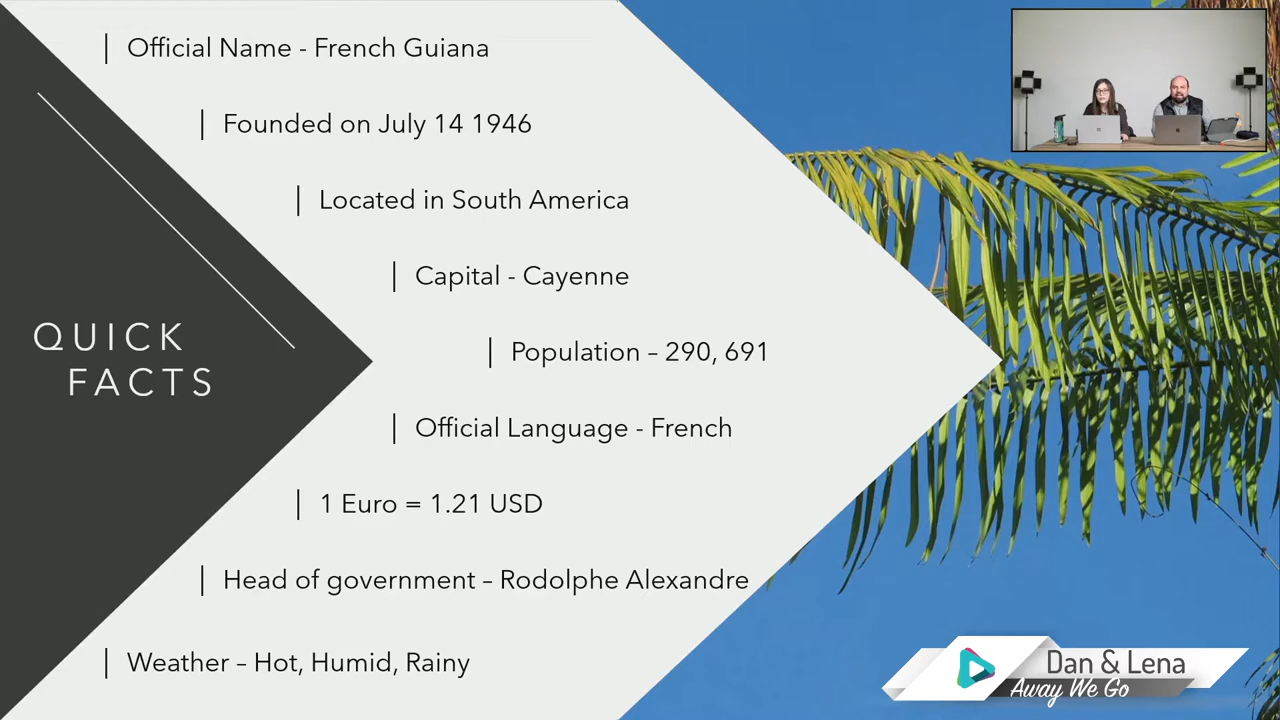 Official Name - French Guiana
Founded on July 14 1946
Located in South America
Capital - Cayenne
QUICK
FACTS
Population – 290, 691
Official Language - French
1 Euro = 1.21 USD
Head of government – Rodolphe Alexandre
Weather – Hot, Humid, Rainy
Dan & Lena
Away We Go